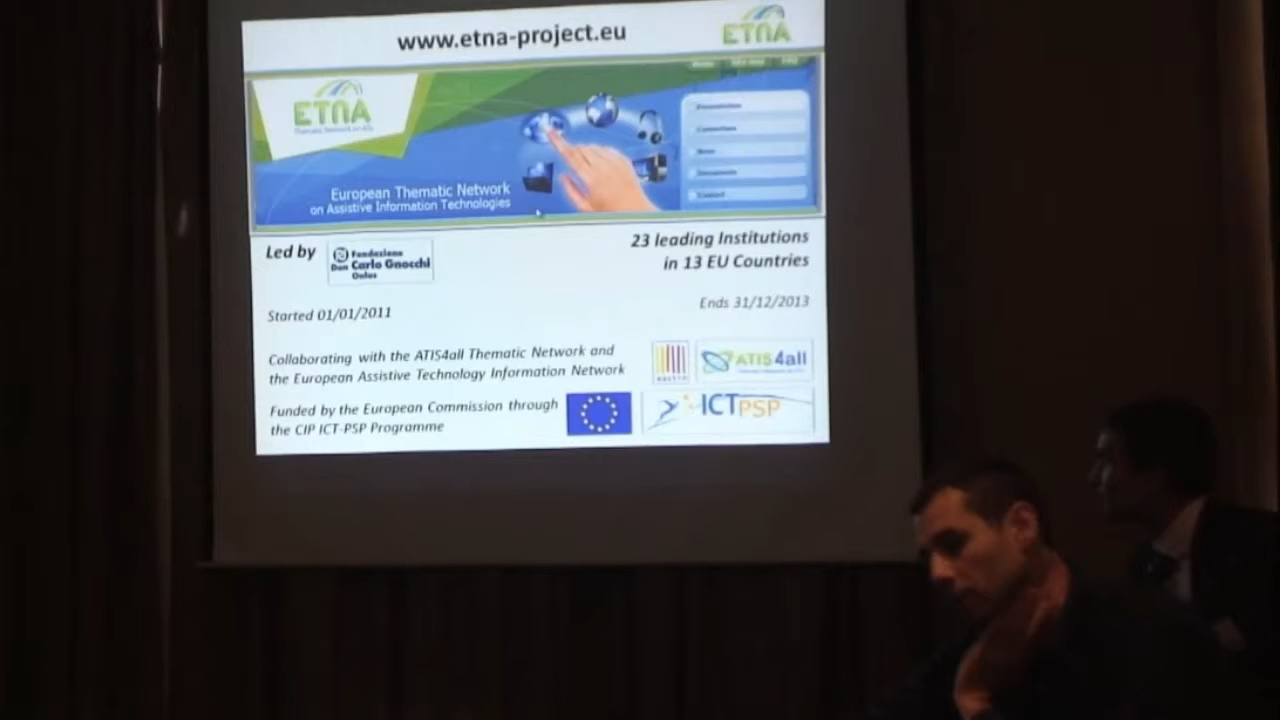 www.etna-project.eu
ETNA
ETNA
European Thematic Network
on Assistive Information Technologies
Led by
Fondazione
Don Carlo Gnocchi
Onlus
23 leading Institutions
in 13 EU Countries
Started 01/01/2011
Ends 31/12/2013
Collaborating with the ATIS4all Thematic Network and
the European Assistive Technology Information Network
ATIS4all
Funded by the European Commission through
the CIP ICT-PSP Programme
ICT PSP